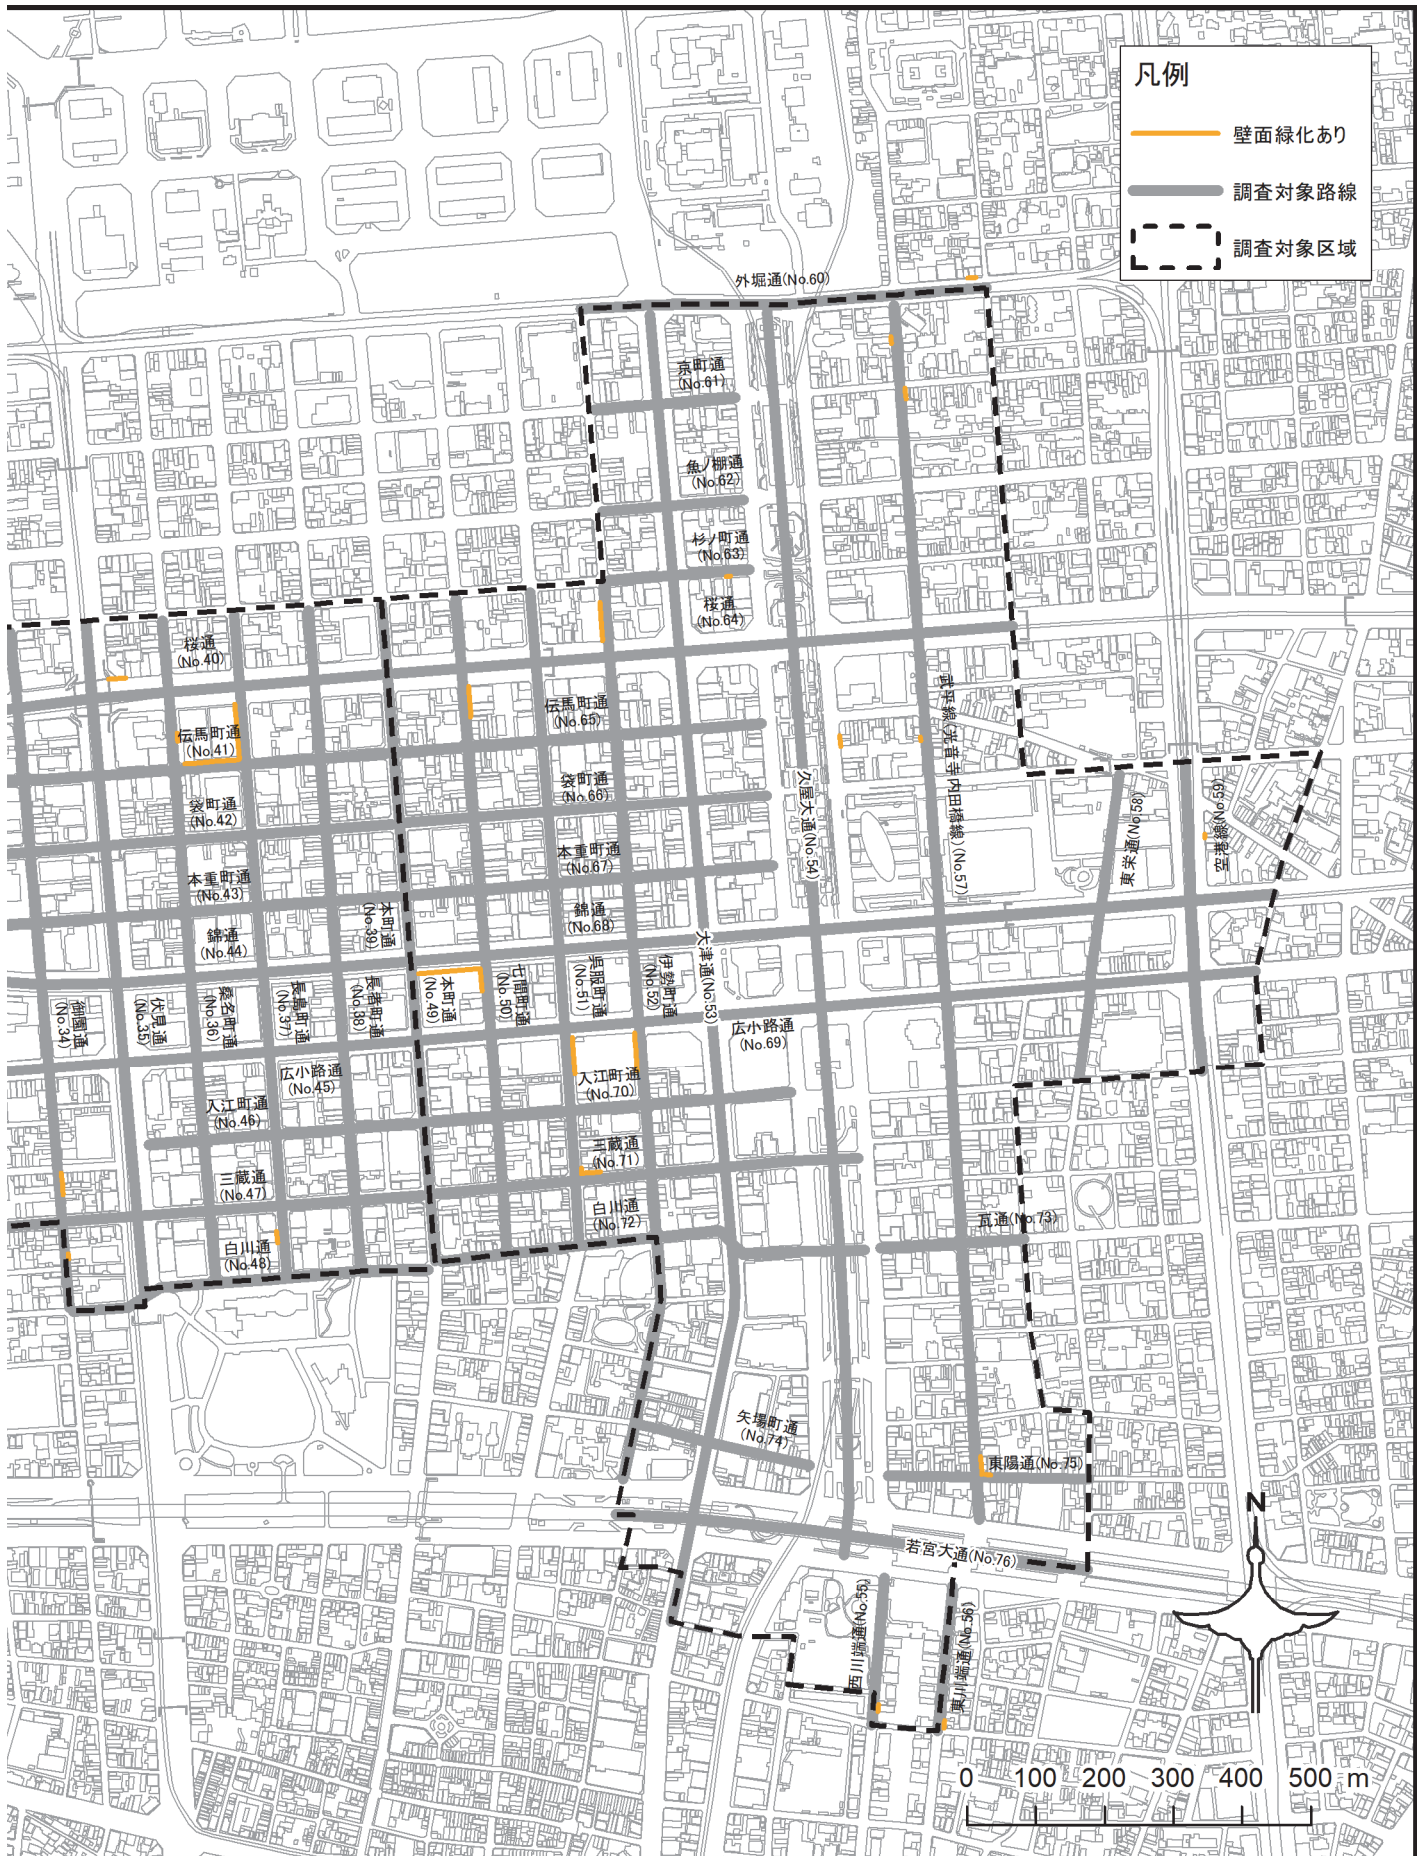 凡例
壁面緑化あり
調査対象路線
調査対象区域
外堀通(No.60)
京町通
(No.61)
魚ノ棚通
(No.62)
杉ノ町通
(No.63)
桜通
(No.64)
桜通
(No.40)
伝馬町通
(No.65)
伝馬町通
(No.41)
武平線(光音寺内田橋線)(No.57)
袋町通
(No.66)
袋町通
(No.42)
久屋大通(No.54)
東栄通(No.58)
空港線(No.59)
本重町通
(No.67)
本重町通
(No.43)
錦通
(No.68)
錦通
(No.44)
本町通
(No.39)
大津通(No.53)
御園通
(No.34)
伏見通
(No.35)
桑名町通
(No.36)
長島町通
(No.37)
長者町通
(No.38)
本町通
(No.49)
七間町通
(No.50)
呉服町通
(No.51)
伊勢町通
(No.52)
広小路通
(No.69)
広小路通
(No.45)
入江町通
(No.70)
入江町通
(No.46)
三蔵通
(No.71)
三蔵通
(No.47)
白川通
(No.72)
白川通
(No.48)
瓦通(No.73)
矢場町通
(No.74)
東陽通(No.75)
若宮大通(No.76)
西川端通(No.55)
東川端通(No.56)
N
0 100 200 300 400 500 m